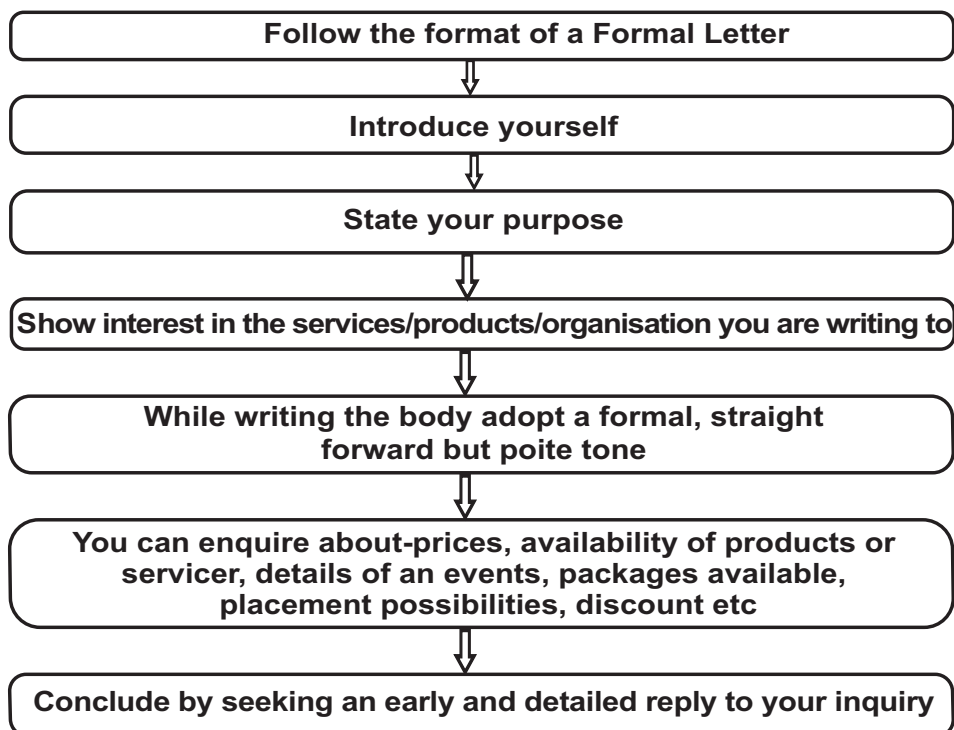 Follow the format of a Formal Letter
Introduce yourself
State your purpose
Show interest in the services/products/organisation you are writing to
While writing the body adopt a formal, straight
forward but poite tone
You can enquire about-prices, availability of products or
servicer, details of an events, packages available,
placement possibilities, discount etc
Conclude by seeking an early and detailed reply to your inquiry